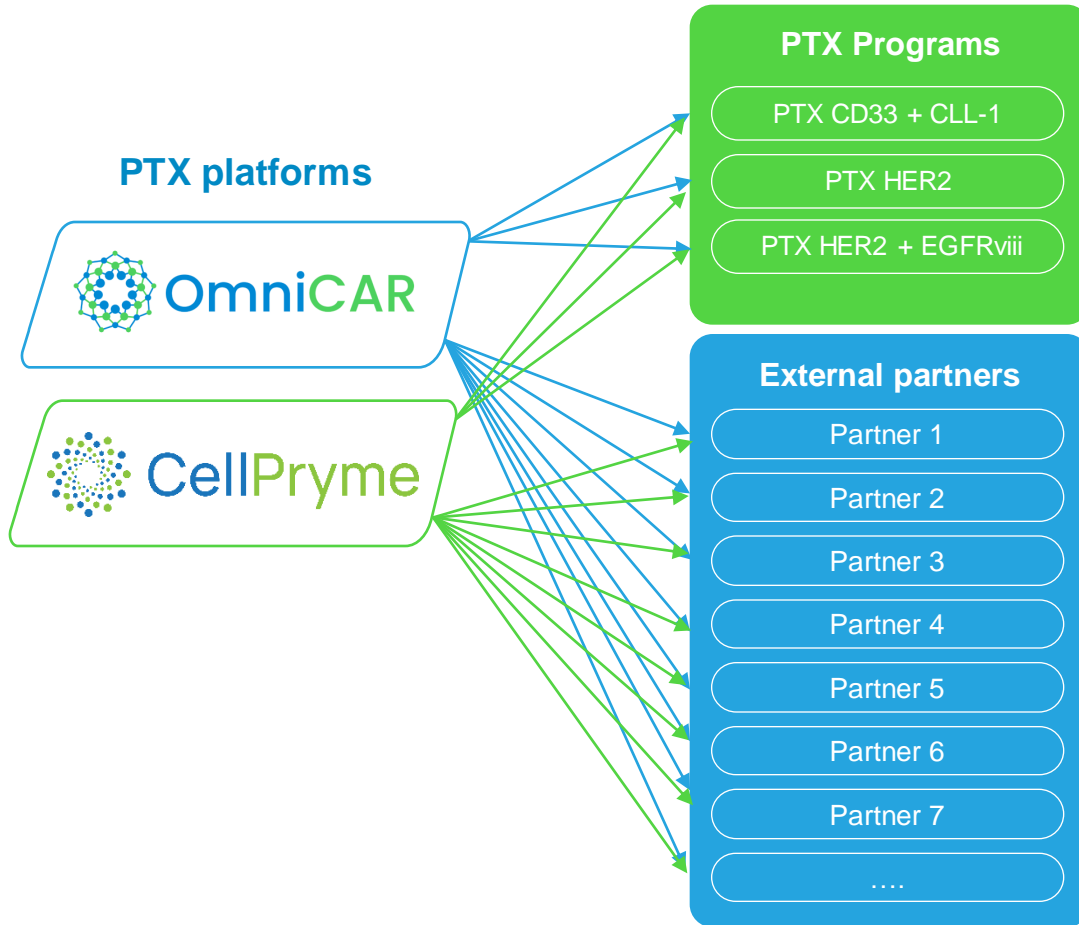 PTX platforms
OmniCAR
CellPryme
PTX Programs
PTX CD33 + CLL-1
PTX HER2
PTX HER2 + EGFRviii
External partners
Partner 1
Partner 2
Partner 3
Partner 4
Partner 5
Partner 6
Partner 7
....